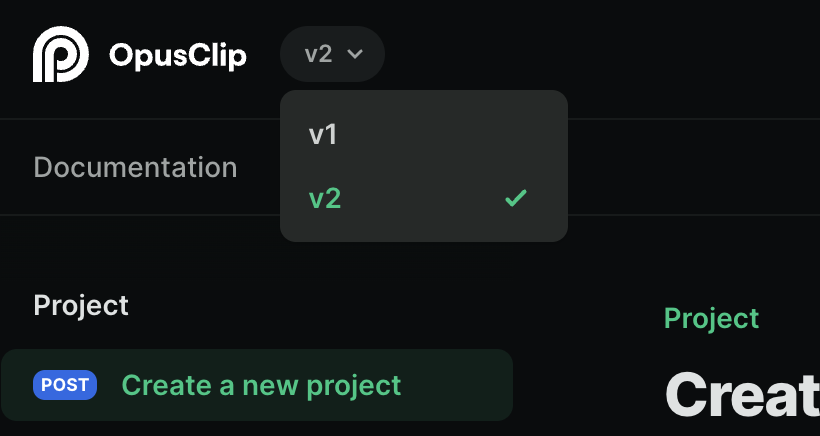 OpusClip
v2
v1
v2
Documentation
Project
POST Create a new project
Project
Creat